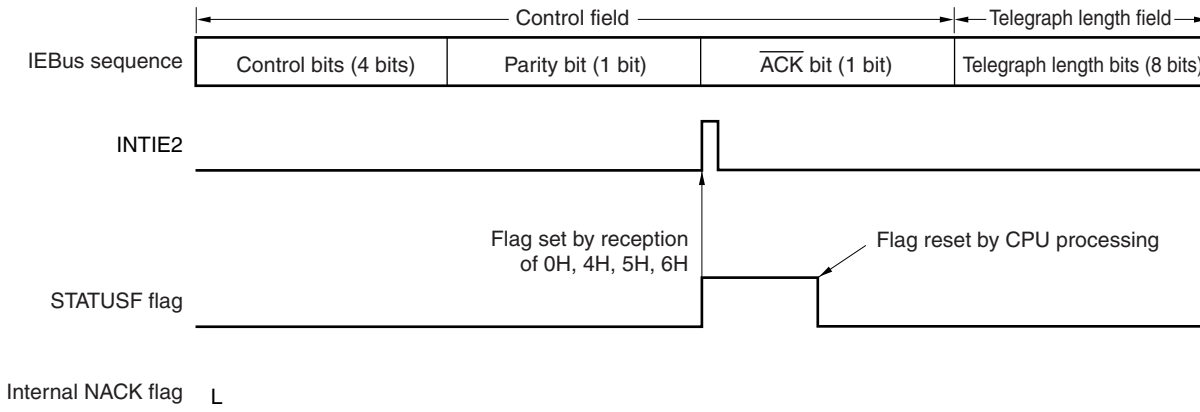 Control field
Telegraph length field
IEBus sequence
Control bits (4 bits)
Parity bit (1 bit)
ACK bit (1 bit)
Telegraph length bits (8 bits)
INTIE2
Flag set by reception
of 0H, 4H, 5H, 6H
Flag reset by CPU processing
STATUSF flag
Internal NACK flag
L